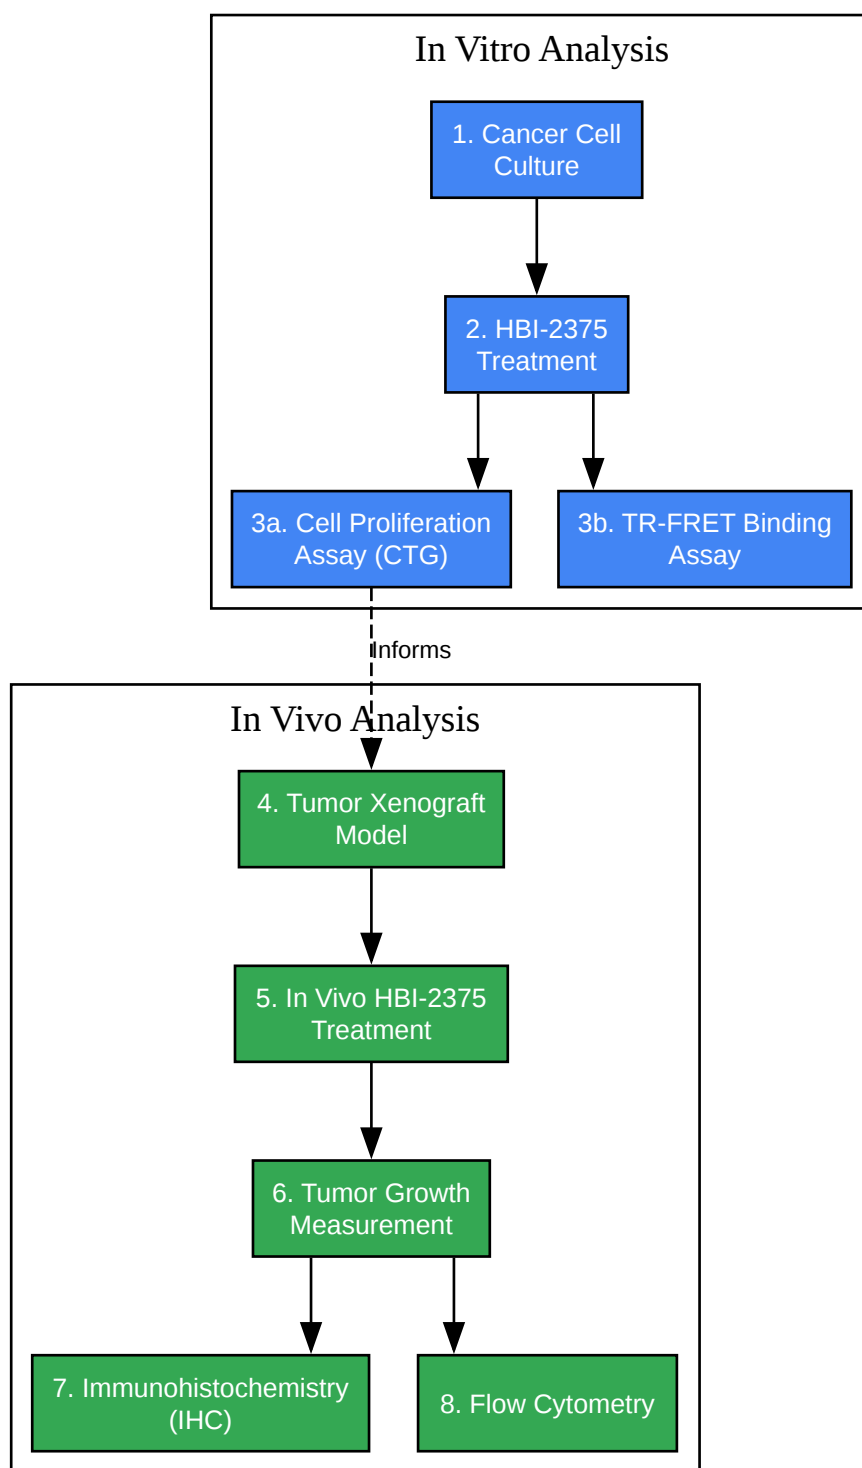 In Vitro Analysis
1. Cancer Cell
Culture
2. HBI-2375
Treatment
3a. Cell Proliferation
Assay (CTG)
3b. TR-FRET Binding
Assay
Informs
In Vivo Analysis
4. Tumor Xenograft
Model
5. In Vivo HBI-2375
Treatment
6. Tumor Growth
Measurement
7. Immunohistochemistry
(IHC)
8. Flow Cytometry